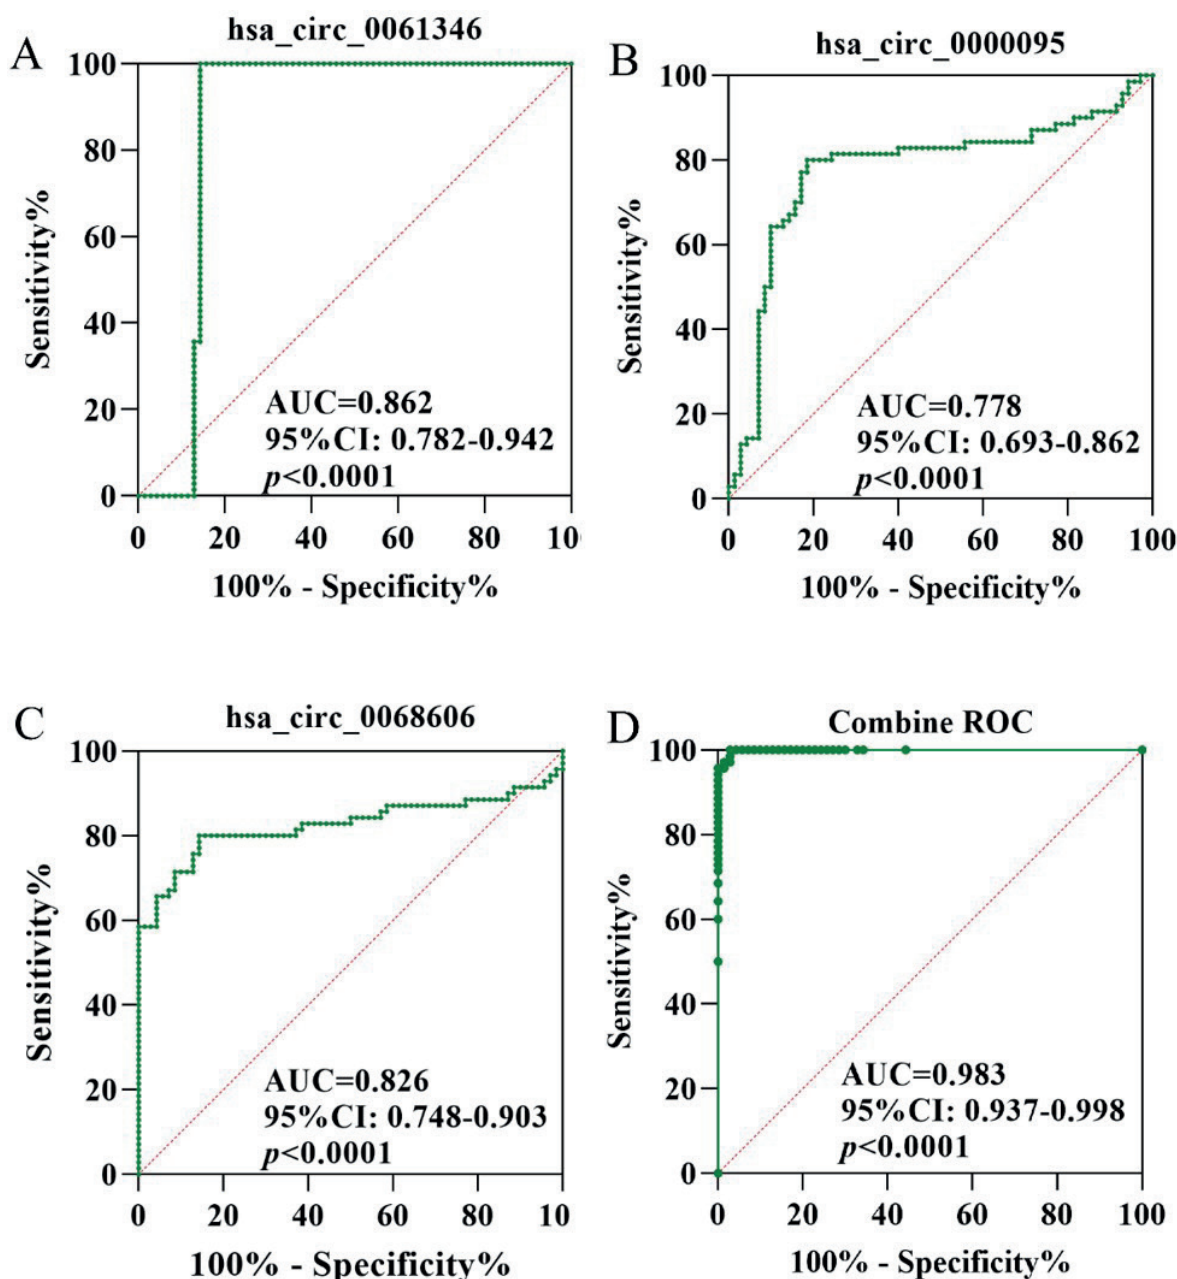 A
hsa_circ_0061346
100
80
60
40
20
0
Sensitivity%
AUC=0.862
95%CI: 0.782-0.942
p<0.0001
0 20 40 60 80 10
100% - Specificity%
B
hsa_circ_0000095
100
80
60
40
20
0
Sensitivity%
AUC=0.778
95%CI: 0.693-0.862
p<0.0001
0 20 40 60 80 100
100% - Specificity%
C
hsa_circ_0068606
100
80
60
40
20
0
Sensitivity%
AUC=0.826
95%CI: 0.748-0.903
p<0.0001
0 20 40 60 80 10
100% - Specificity%
D
Combine ROC
100
80
60
40
20
0
Sensitivity%
AUC=0.983
95%CI: 0.937-0.998
p<0.0001
0 20 40 60 80 100
100% - Specificity%